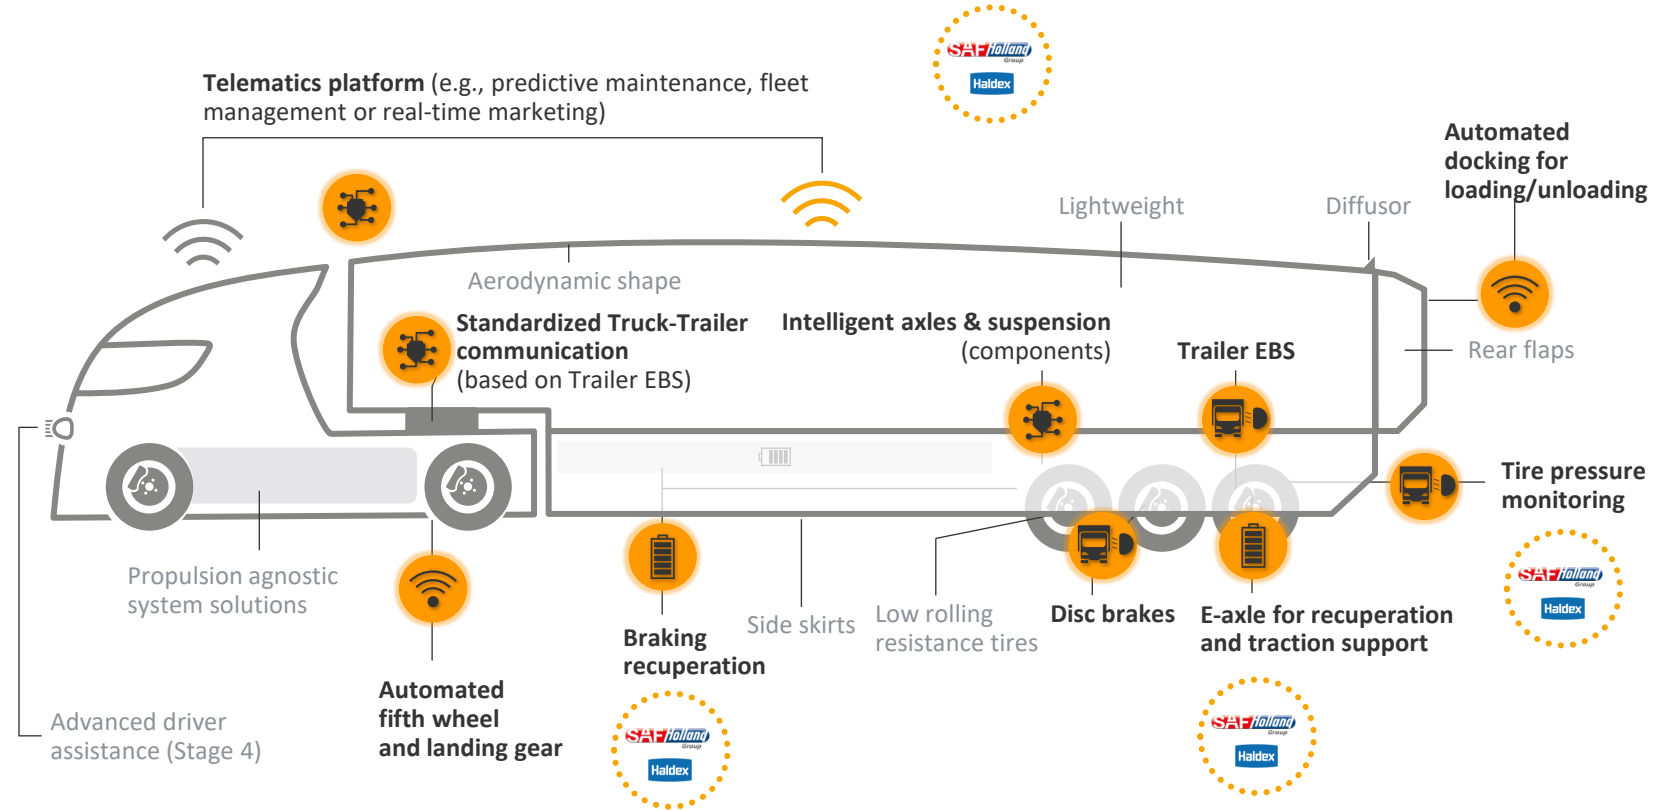 SAF Holland
Group
Haldex
Telematics platform (e.g., predictive maintenance, fleet
management or real-time marketing)
Automated
docking for
loading/unloading
Lightweight
Diffusor
Aerodynamic shape
Standardized Truck-Trailer
communication
(based on Trailer EBS)
Intelligent axles & suspension
(components)
Trailer EBS
Rear flaps
Tire pressure
monitoring
SAF Holland
Group
Haldex
Propulsion agnostic
system solutions
Braking
recuperation
Side skirts
Low rolling
resistance tires
Disc brakes
E-axle for recuperation
and traction support
Automated
fifth wheel
and landing gear
Advanced driver
assistance (Stage 4)
SAF Holland
Group
Haldex
SAF Holland
Group
Haldex